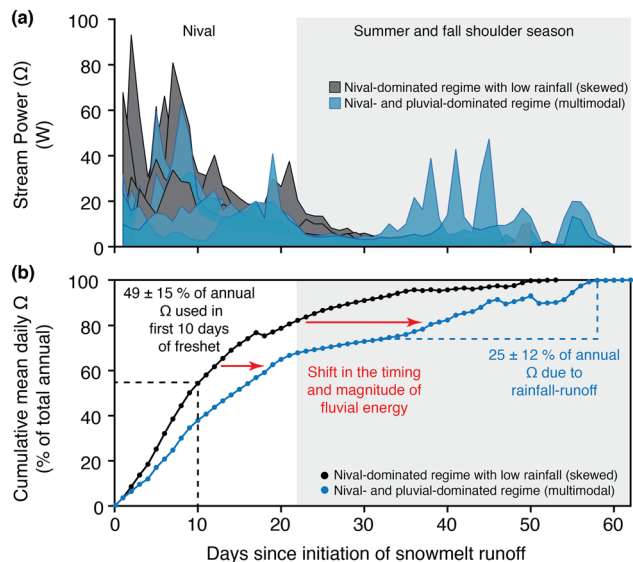 (a)
Nival
Summer and fall shoulder season
Nival-dominated regime with low rainfall (skewed)
Nival- and pluvial-dominated regime (multimodal)
Stream Power (Ω)
(W)
100
80
60
40
20
0
(b)
49 ± 15 % of annual
Ω used in
first 10 days
of freshet
Shift in the timing
and magnitude of
fluvial energy
25 ± 12 % of annual
Ω due to
rainfall-runoff
Nival-dominated regime with low rainfall (skewed)
Nival- and pluvial-dominated regime (multimodal)
Cumulative mean daily Ω
(% of total annual)
100
80
60
40
20
0
0 10 20 30 40 50 60
Days since initiation of snowmelt runoff